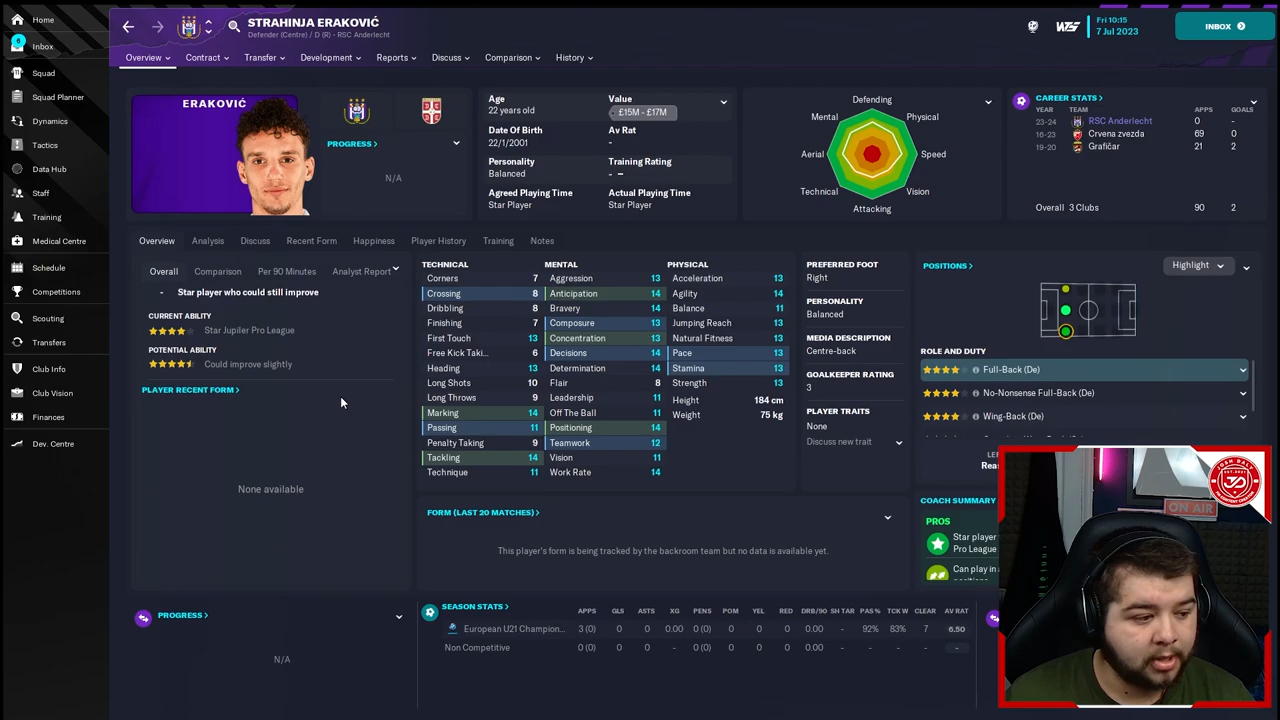 Home
STRAHINJA ERAKOVIĆ
Defender (Centre) / D (R) - RSC Anderlecht
Fri 10:15
7 Jul 2023
INBOX
6
Inbox
Overview
Contract
Transfer
Development
Reports
Discuss
Comparison
History
Squad
Squad Planner
Dynamics
Tactics
Data Hub
Staff
Training
Medical Centre
Schedule
Competitions
Scouting
Transfers
Club Info
Club Vision
Finances
Dev. Centre
ERAKOVIĆ
PROGRESS >
N/A
Age
22 years old
Value
£15M - £17M
Date Of Birth
22/1/2001
Av Rat
-
Personality
Balanced
Training Rating
- –
Agreed Playing Time
Star Player
Actual Playing Time
Star Player
Defending
Mental
Physical
Aerial
Speed
Technical
Vision
Attacking
CAREER STATS >
YEAR TEAM APPS GOALS
23-24 RSC Anderlecht 0 -
16-23 Crvena zvezda 69 0
19-20 Grafičar 21 2
Overall 3 Clubs 90 2
Overview Analysis Discuss Recent Form Happiness Player History Training Notes
Overall Comparison Per 90 Minutes Analyst Report
- Star player who could still improve
CURRENT ABILITY
Star Jupiler Pro League
POTENTIAL ABILITY
Could improve slightly
PLAYER RECENT FORM >
None available
TECHNICAL
Corners 7
Crossing 8
Dribbling 8
Finishing 7
First Touch 13
Free Kick Taki... 6
Heading 13
Long Shots 10
Long Throws 9
Marking 14
Passing 11
Penalty Taking 9
Tackling 14
Technique 11
MENTAL
Aggression 13
Anticipation 14
Bravery 14
Composure 13
Concentration 13
Decisions 14
Determination 14
Flair 8
Leadership 11
Off The Ball 11
Positioning 14
Teamwork 12
Vision 11
Work Rate 14
PHYSICAL
Acceleration 13
Agility 14
Balance 11
Jumping Reach 13
Natural Fitness 13
Pace 13
Stamina 13
Strength 13
Height 184 cm
Weight 75 kg
PREFERRED FOOT
Right
PERSONALITY
Balanced
MEDIA DESCRIPTION
Centre-back
GOALKEEPER RATING
3
PLAYER TRAITS
None
Discuss new trait
POSITIONS >
Highlight
ROLE AND DUTY
Full-Back (De)
No-Nonsense Full-Back (De)
Wing-Back (De)
COACH SUMMARY
PROS
Star player
Pro League
Can play in
positions
FORM (LAST 20 MATCHES) >
This player's form is being tracked by the backroom team but no data is available yet.
PROGRESS >
N/A
SEASON STATS >
APPS GLS ASTS XG PENS POM YEL RED DRB/90 SH TAR PAS % TCK W CLEAR AV RAT
European U21 Champion... 3 (0) 0 0 0.00 0 (0) 0 0 0 0.00 - 92% 83% 7 6.50
Non Competitive 0 (0) 0 0 - 0 (0) 0 0 0 0.00 - - - - -
JOSH DALY
JD
ON AIR